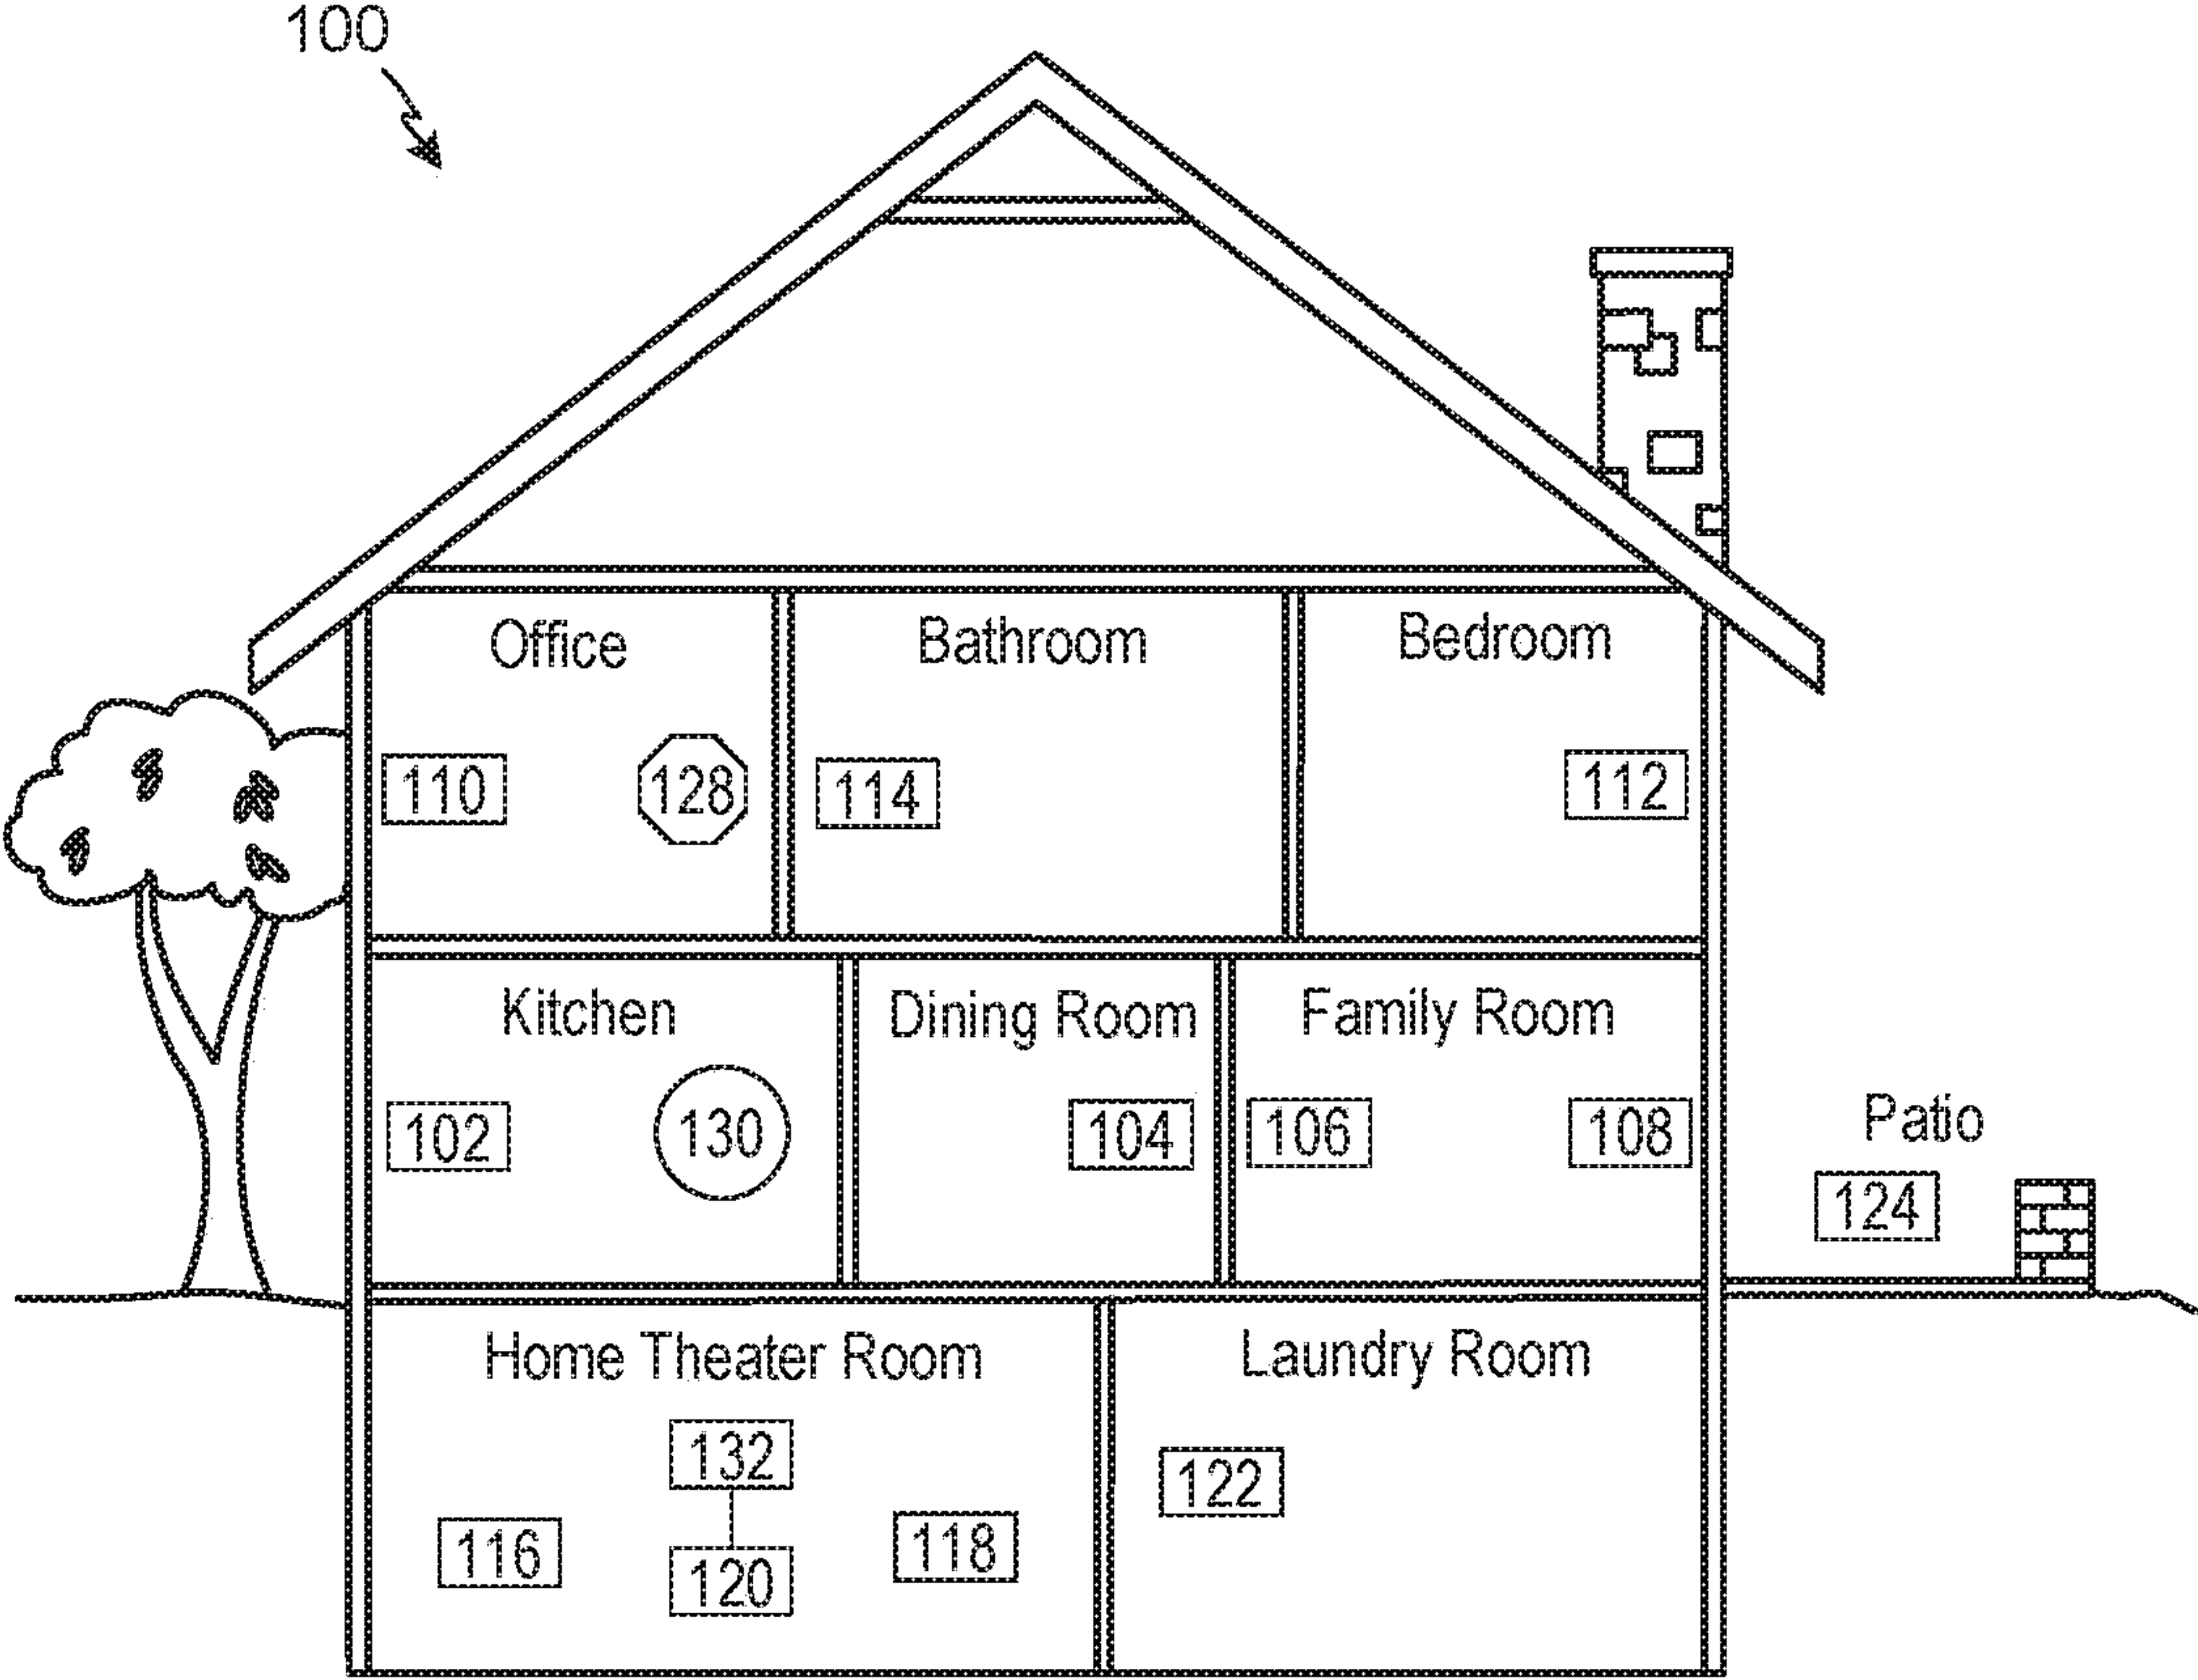 100
Office
Bathroom
Bedroom
110
128
114
112
Kitchen
Dining Room
Family Room
102
130
104
106
108
Patio
124
Home Theater Room
Laundry Room
132
122
116
120
118